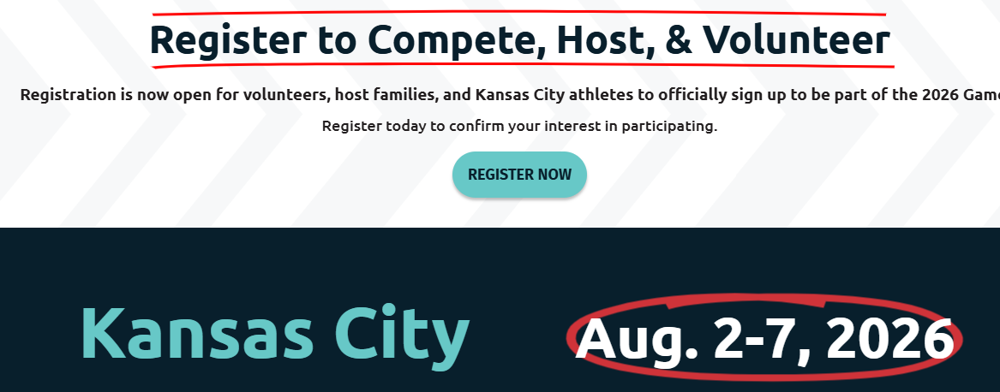 Register to Compete, Host, & Volunteer
Registration is now open for volunteers, host families, and Kansas City athletes to officially sign up to be part of the 2026
Register today to confirm your interest in participating.
REGISTER NOW
Kansas City
Aug. 2-7, 2026